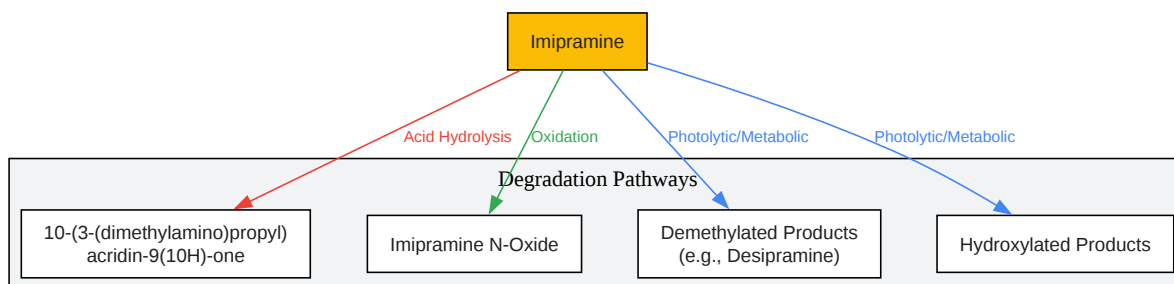 Imipramine
Acid Hydrolysis
Oxidation
Photolytic/Metabolic
Photolytic/Metabolic
Degradation Pathways
10-(3-(dimethylamino)propyl)
acridin-9(10H)-one
Imipramine N-Oxide
Demethylated Products
(e.g., Desipramine)
Hydroxylated Products